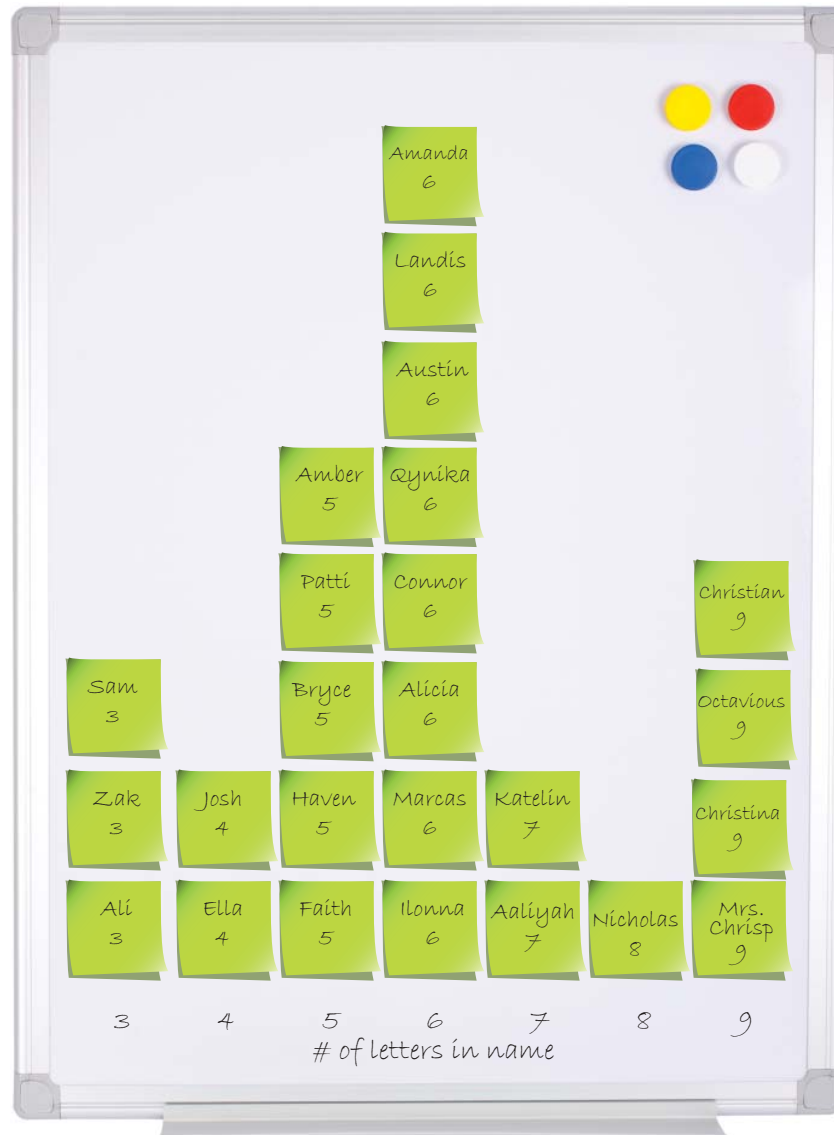 Amanda
6
Landis
6
Austin
6
Amber
5
Qynika
6
Patti
5
Connor
6
Christian
9
Sam
3
Bryce
5
Alicia
6
Octavious
9
Zak
3
Josh
4
Haven
5
Marcas
6
Katelin
7
Christina
9
Ali
3
Ella
4
Faith
5
Ilonna
6
Aaliyah
7
Nicholas
8
Mrs.
Chrisp
9
3 4 5 6 7 8 9
# of letters in name